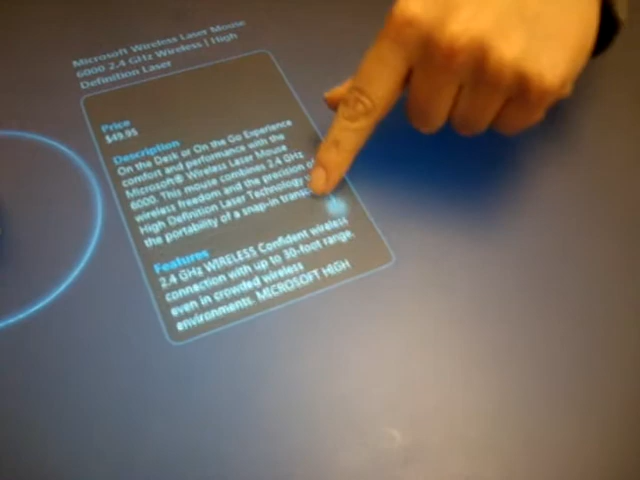 Microsoft Wireless Laser Mouse
6000 2.4 GHz Wireless | High
Definition Laser
Price
$49.95
Description
On the Desk or On the Go Experience
comfort and performance with the
Microsoft® Wireless Laser Mouse
6000. This mouse combines 2.4 GHz
wireless freedom and the precision of
High Definition Laser Technology
the portability of a snap-in
Features
2.4 GHz WIRELESS Confident wireless
connection with up to 30-foot range,
even in crowded wireless
environments. MICROSOFT HIGH